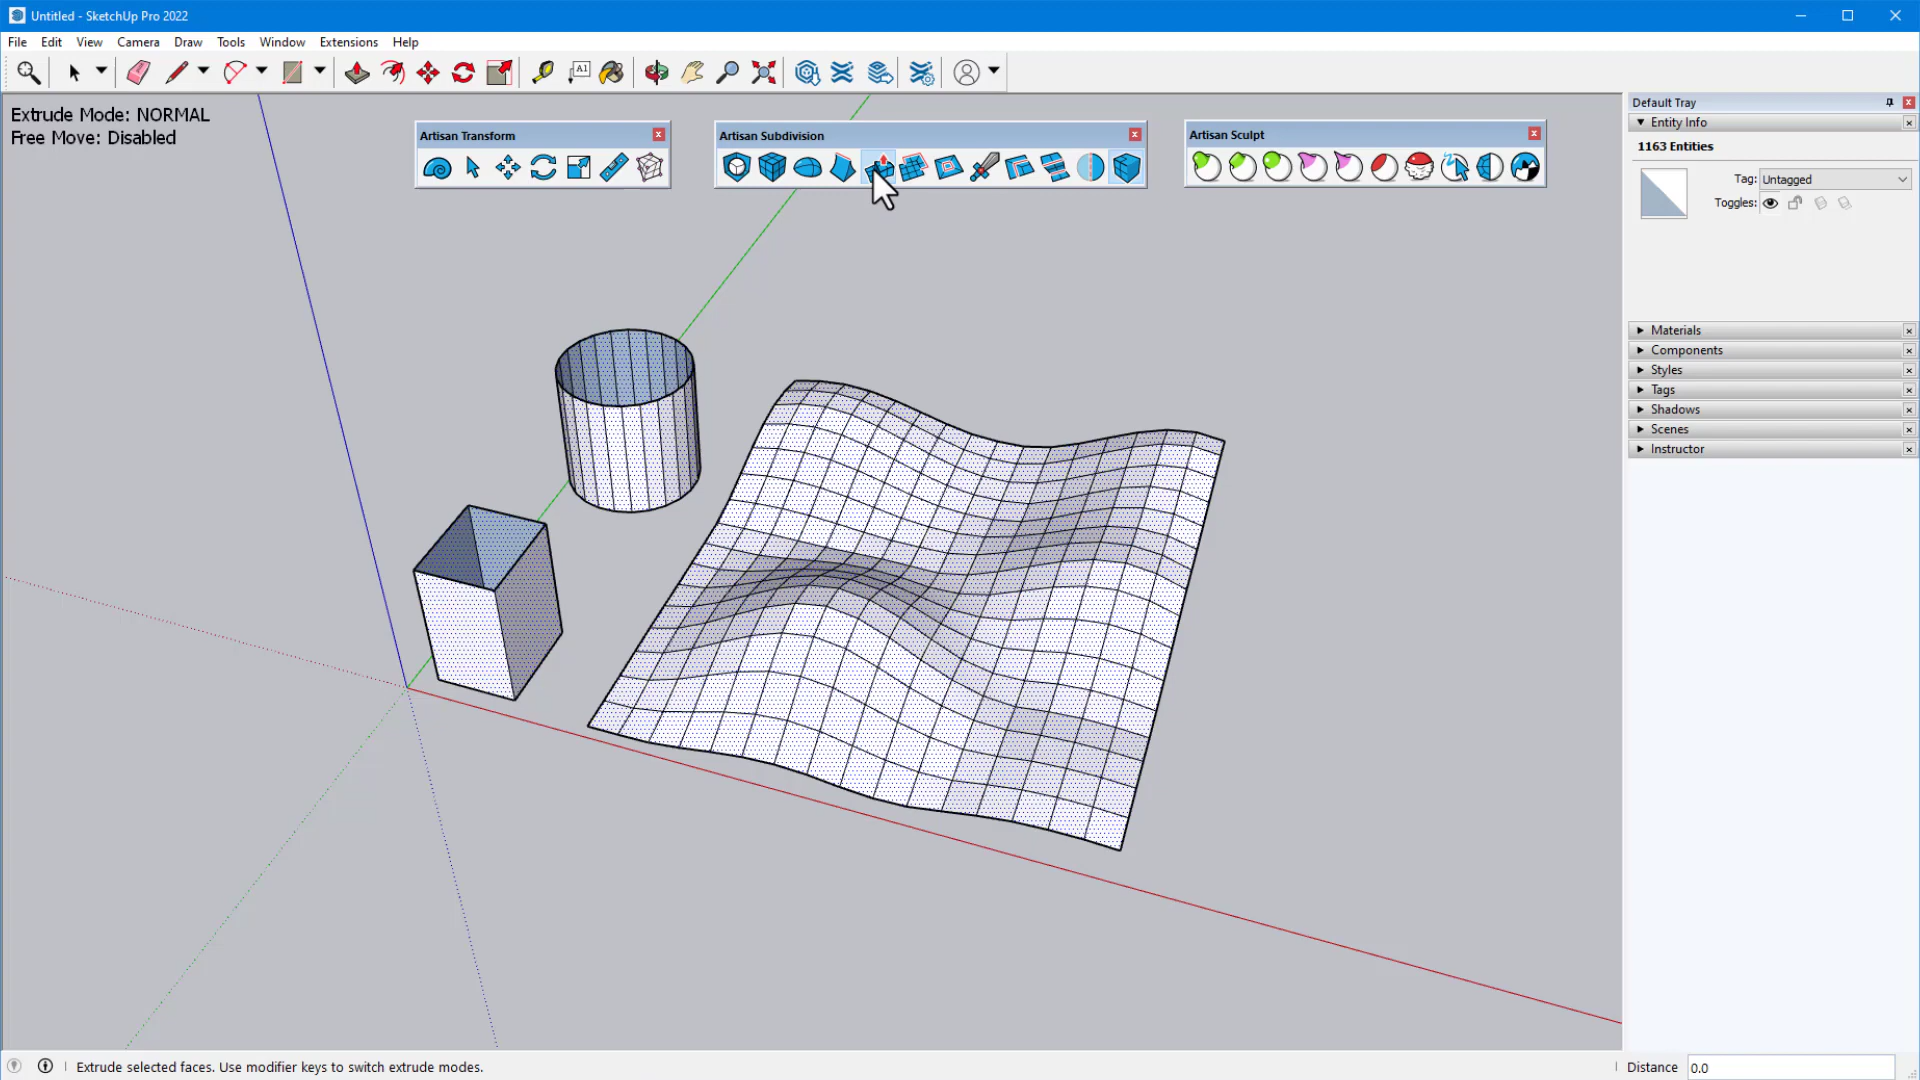 Untitled - SketchUp Pro 2022
File Edit View Camera Draw Tools Window Extensions Help
A1
Extrude Mode: NORMAL
Free Move: Disabled
Artisan Transform
Artisan Subdivision
Artisan Sculpt
Default Tray
Entity Info
1163 Entities
Tag: Untagged
Toggles:
Materials
Components
Styles
Tags
Shadows
Scenes
Instructor
Extrude selected faces. Use modifier keys to switch extrude modes.
Distance 0.0